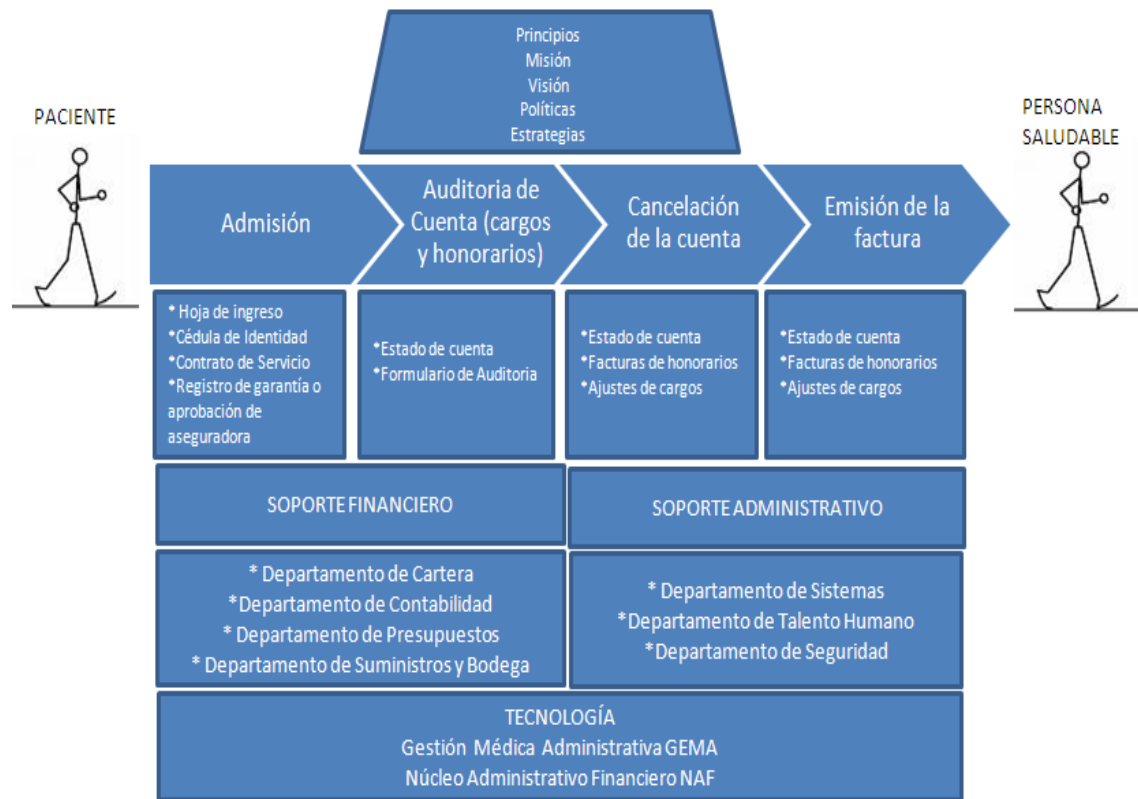 Principios
Misión
Visión
Políticas
Estrategias
PACIENTE
PERSONA
SALUDABLE
Admisión
Auditoria de
Cuenta (cargos
y honorarios)
Cancelación
de la cuenta
Emisión de la
factura
* Hoja de ingreso
*Cédula de Identidad
*Contrato de Servicio
*Registro de garantía o
aprobación de
aseguradora
*Estado de cuenta
*Formulario de Auditoria
*Estado de cuenta
*Facturas de honorarios
*Ajustes de cargos
*Estado de cuenta
*Facturas de honorarios
*Ajustes de cargos
SOPORTE FINANCIERO
SOPORTE ADMINISTRATIVO
* Departamento de Cartera
*Departamento de Contabilidad
* Departamento de Presupuestos
* Departamento de Suministros y Bodega
* Departamento de Sistemas
*Departamento de Talento Humano
*Departamento de Seguridad
TECNOLOGÍA
Gestión Médica Administrativa GEMA
Núcleo Administrativo Financiero NAF